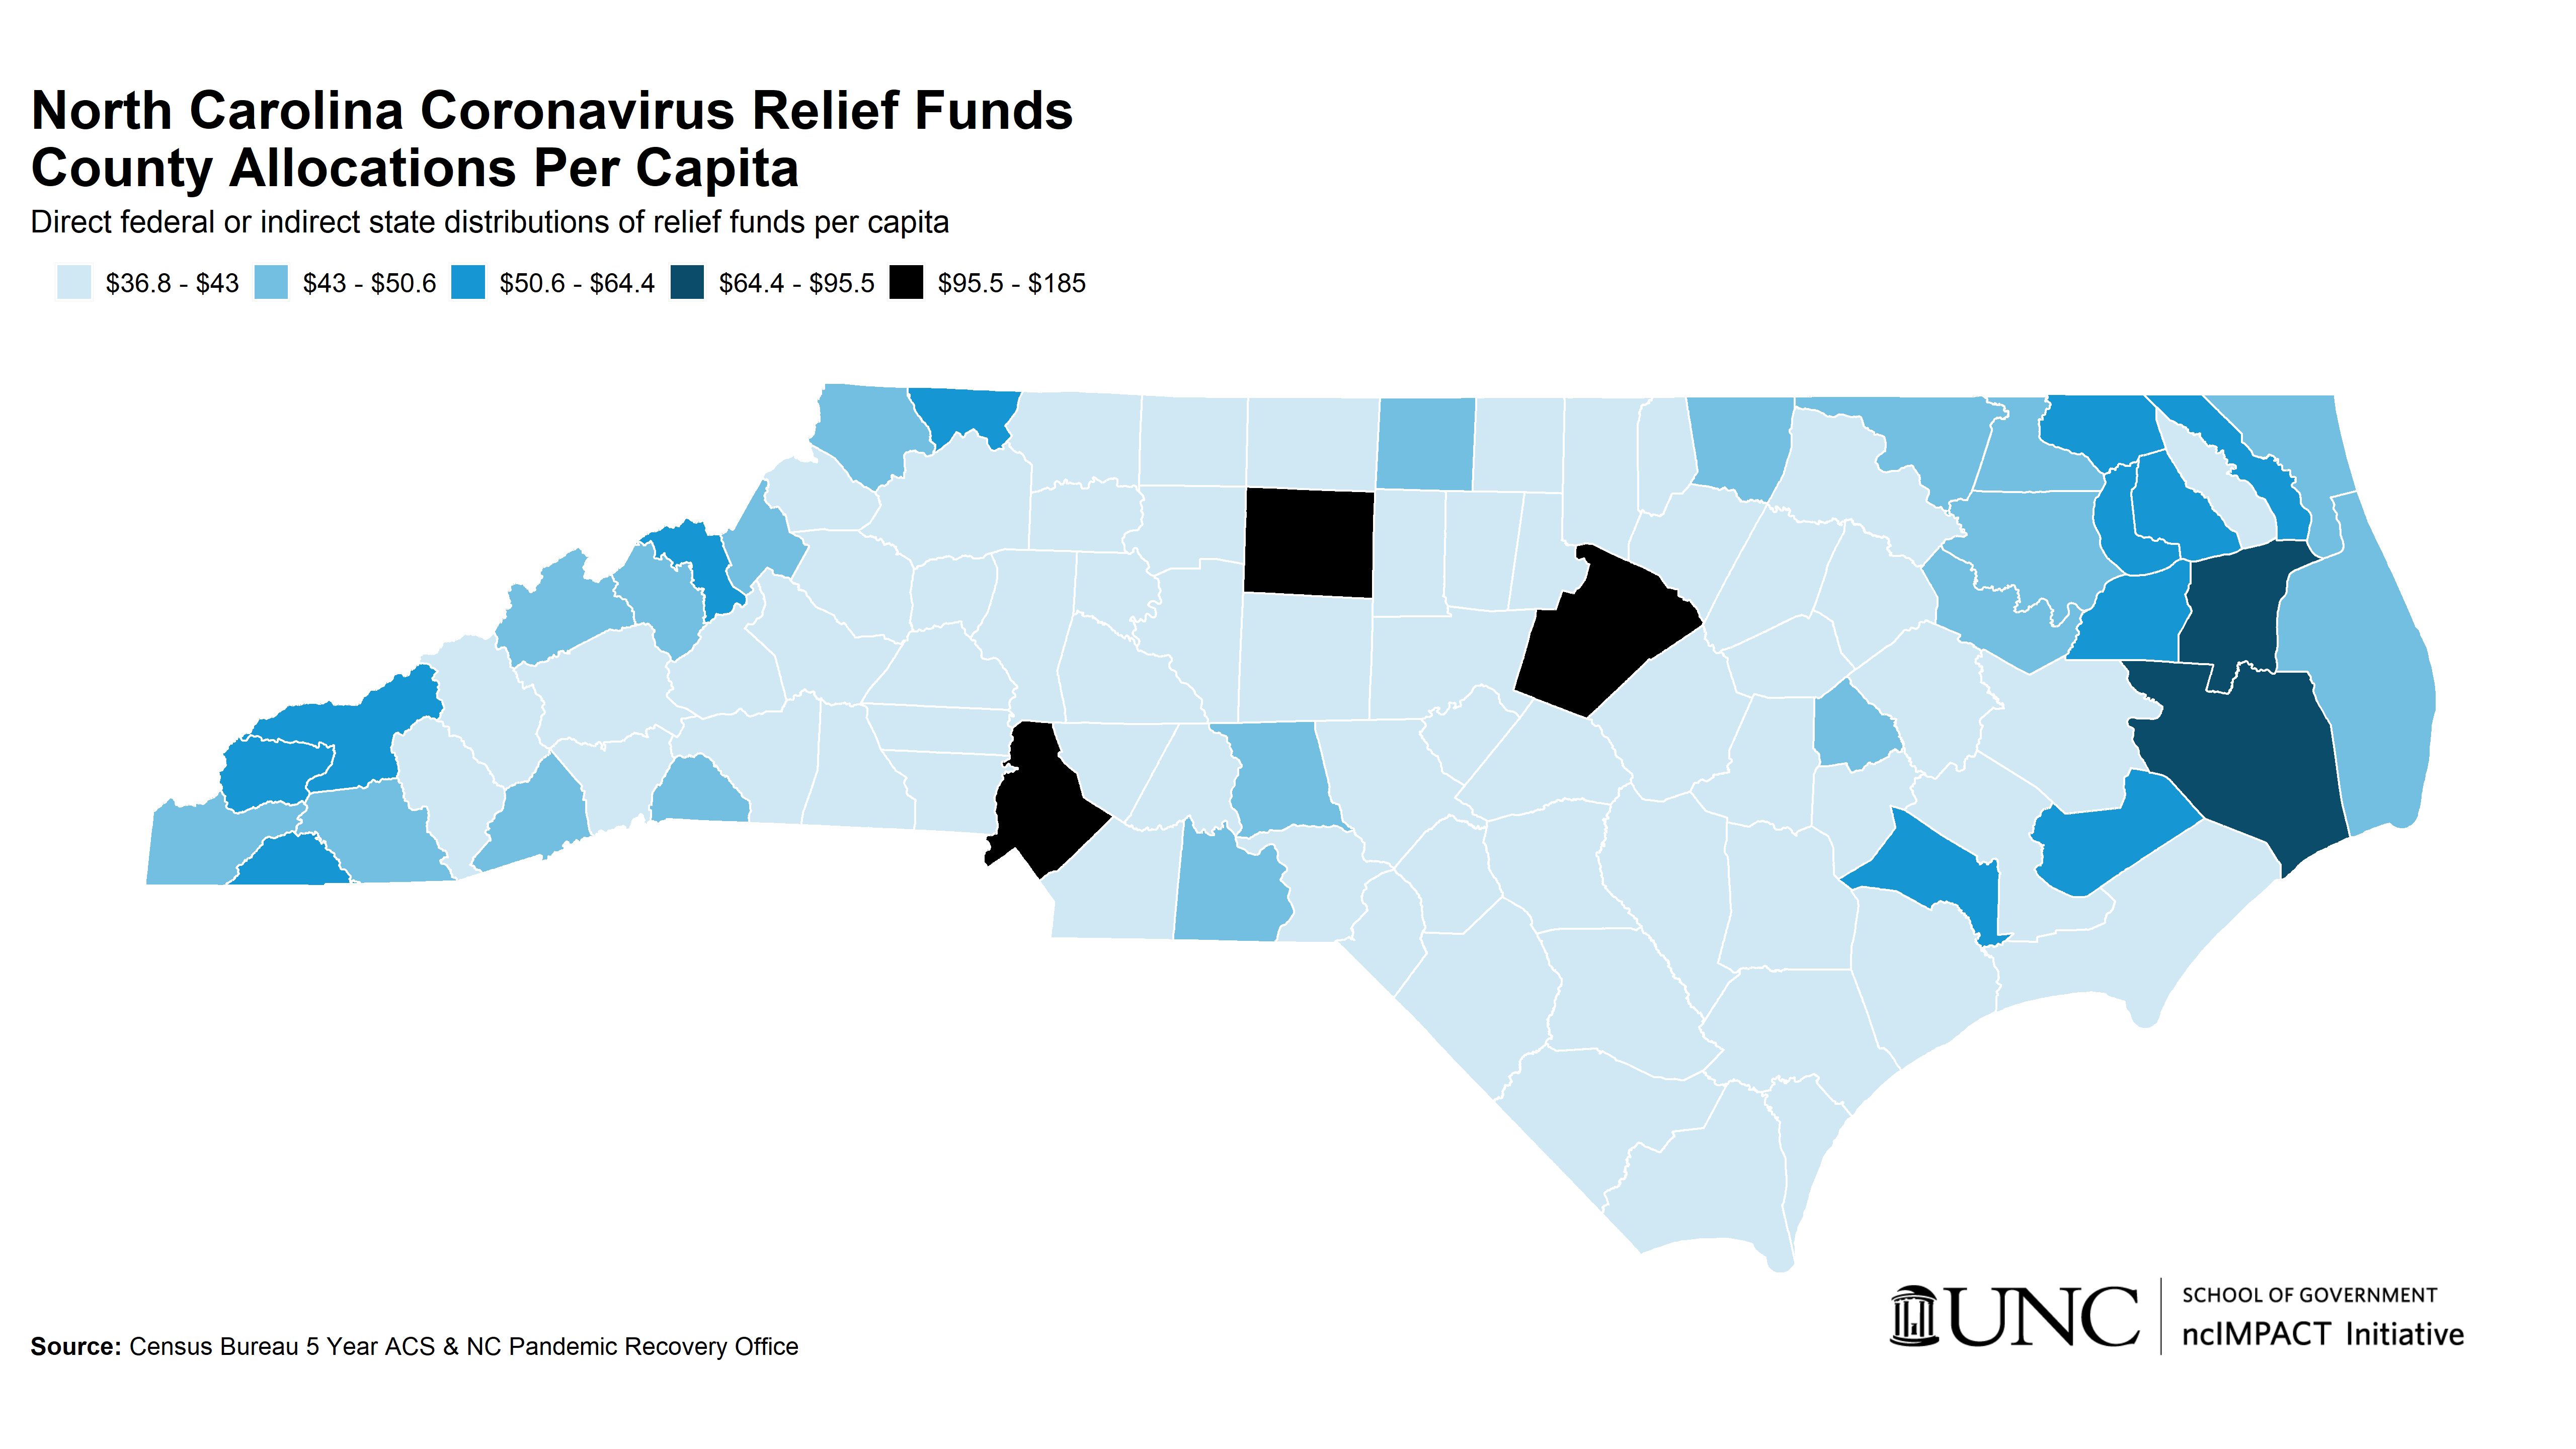 North Carolina Coronavirus Relief Funds
County Allocations Per Capita
Direct federal or indirect state distributions of relief funds per capita
$36.8 - $43 $43 - $50.6 $50.6 - $64.4 $64.4 - $95.5 $95.5 - $185
Source: Census Bureau 5 Year ACS & NC Pandemic Recovery Office
UNC
SCHOOL OF GOVERNMENT
ncIMPACT Initiative